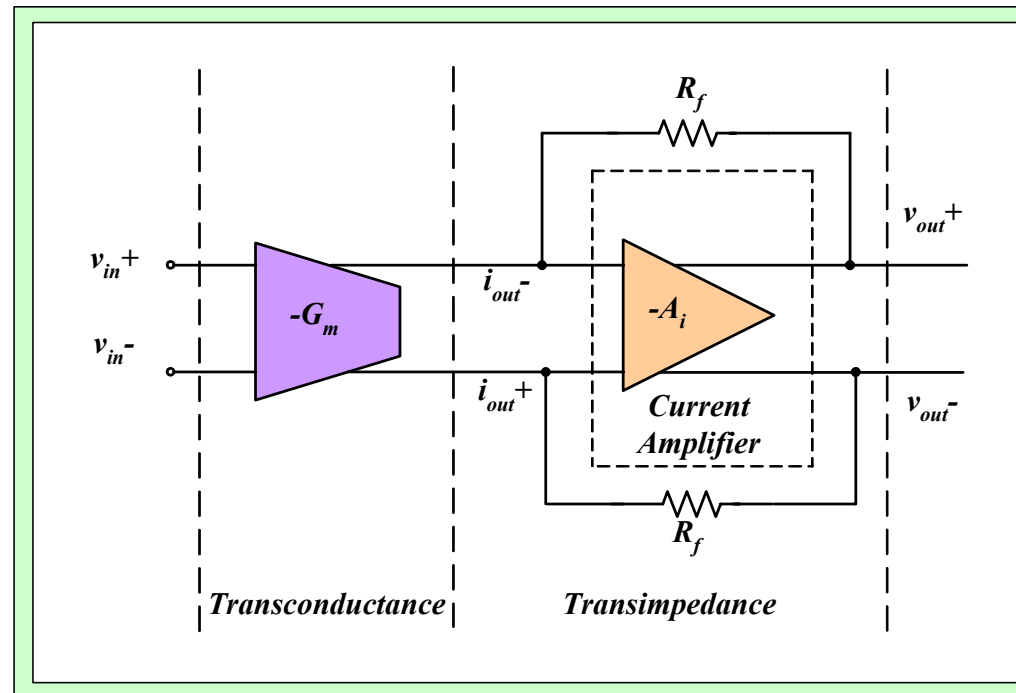 R_f
v_out+
v_in+
i_out-
-G_m
-A_i
v_in-
i_out+
v_out-
Current
Amplifier
R_f
Transconductance
Transimpedance